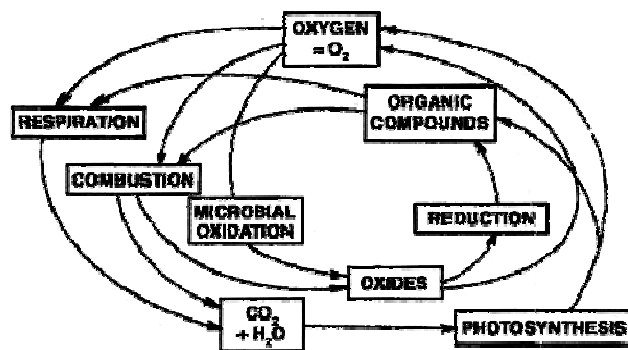 OXYGEN
= O₂
ORGANIC
COMPOUNDS
RESPIRATION
COMBUSTION
MICROBIAL
OXIDATION
REDUCTION
OXIDES
CO₂
+ H₂O
PHOTOSYNTHESIS